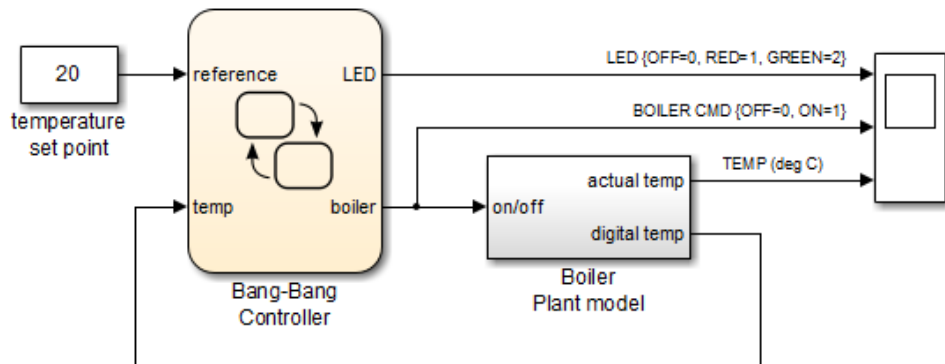 20
temperature
set point
reference
LED
temp
boiler
Bang-Bang
Controller
LED {OFF=0, RED=1, GREEN=2}
BOILER CMD {OFF=0, ON=1}
TEMP (deg C)
on/off
actual temp
digital temp
Boiler
Plant model